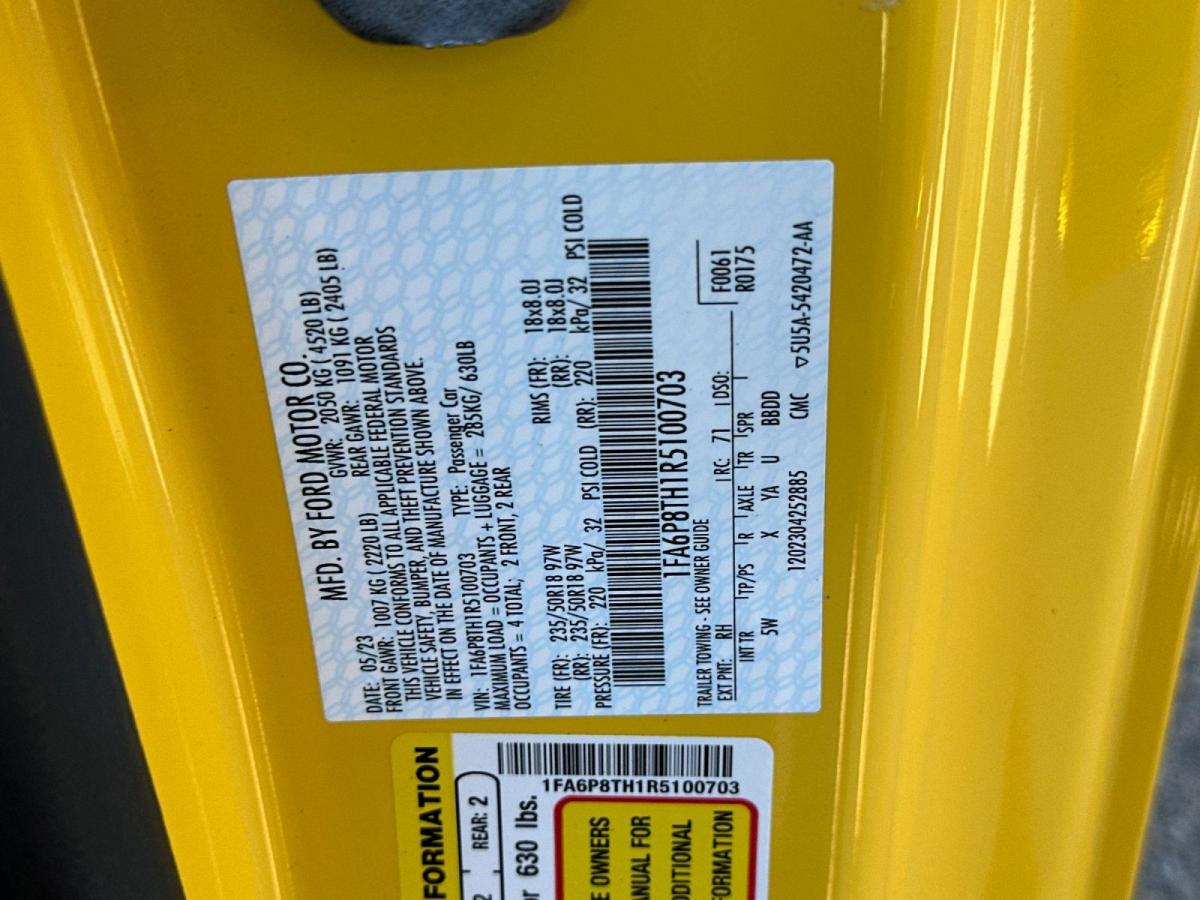 MFD. BY FORD MOTOR CO.
DATE: 05/23 GVWR: 2050 KG ( 4520 LB)
FRONT GAWR: 1007 KG ( 2220 LB) REAR GAWR: 1091 KG ( 2405 LB)
THIS VEHICLE CONFORMS TO ALL APPLICABLE FEDERAL MOTOR
VEHICLE SAFETY, BUMPER, AND THEFT PREVENTION STANDARDS
IN EFFECT ON THE DATE OF MANUFACTURE SHOWN ABOVE.
VIN: 1FA6P8TH1R5100703 TYPE: Passenger Car
MAXIMUM LOAD = OCCUPANTS + LUGGAGE = 285KG/ 630LB
OCCUPANTS = 4 TOTAL; 2 FRONT, 2 REAR
TIRE (FR): 235/50R18 97W RIMS (FR): 18x8.0J
(RR): 235/50R18 97W (RR): 18x8.0J
PRESSURE (FR): 220 kPa/ 32 PSI COLD (RR): 220 kPa/ 32 PSI COLD
1FA6P8TH1R5100703
TRAILER TOWING - SEE OWNER GUIDE
EXT PNT: RH RC: 71 DSO: F0061
INT TR TP/PS R AXLE TR SPR R0175
5W X YA U BBDD
1202304252885 CMC ▽5U5A-5420472-AA
FORMATION
2 REAR: 2
or 630 lbs.
1FA6P8TH1R5100703
E OWNERS
ANUAL FOR
DDITIONAL
FORMATION